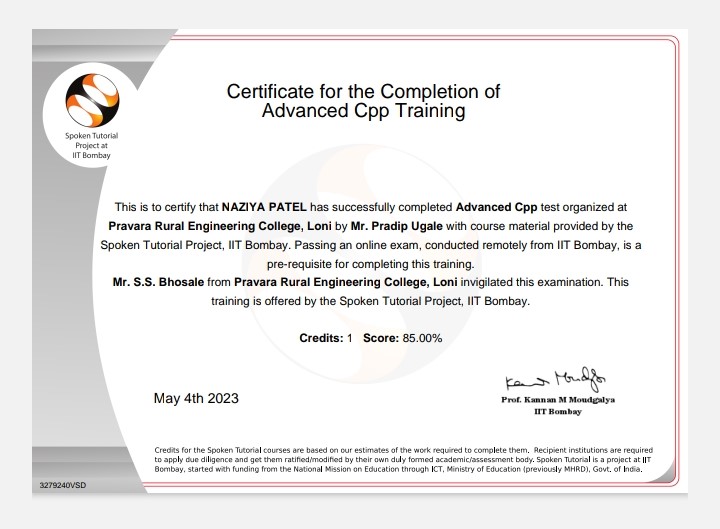 Spoken Tutorial
Project at
IIT Bombay
Certificate for the Completion of
Advanced Cpp Training
This is to certify that NAZIYA PATEL has successfully completed Advanced Cpp test organized at
Pravara Rural Engineering College, Loni by Mr. Pradip Ugale with course material provided by the
Spoken Tutorial Project, IIT Bombay. Passing an online exam, conducted remotely from IIT Bombay, is a
pre-requisite for completing this training.
Mr. S.S. Bhosale from Pravara Rural Engineering College, Loni invigilated this examination. This
training is offered by the Spoken Tutorial Project, IIT Bombay.
Credits: 1 Score: 85.00%
May 4th 2023
Prof. Kannan M Moudgalya
IIT Bombay
Credits for the Spoken Tutorial courses are based on our estimates of the work required to complete them. Recipient institutions are required
to apply due diligence and get them ratified/modified by their own duly formed academic/assessment body. Spoken Tutorial is a project at IIT
Bombay, started with funding from the National Mission on Education through ICT, Ministry of Education (previously MHRD), Govt. of India.
3279240VSD